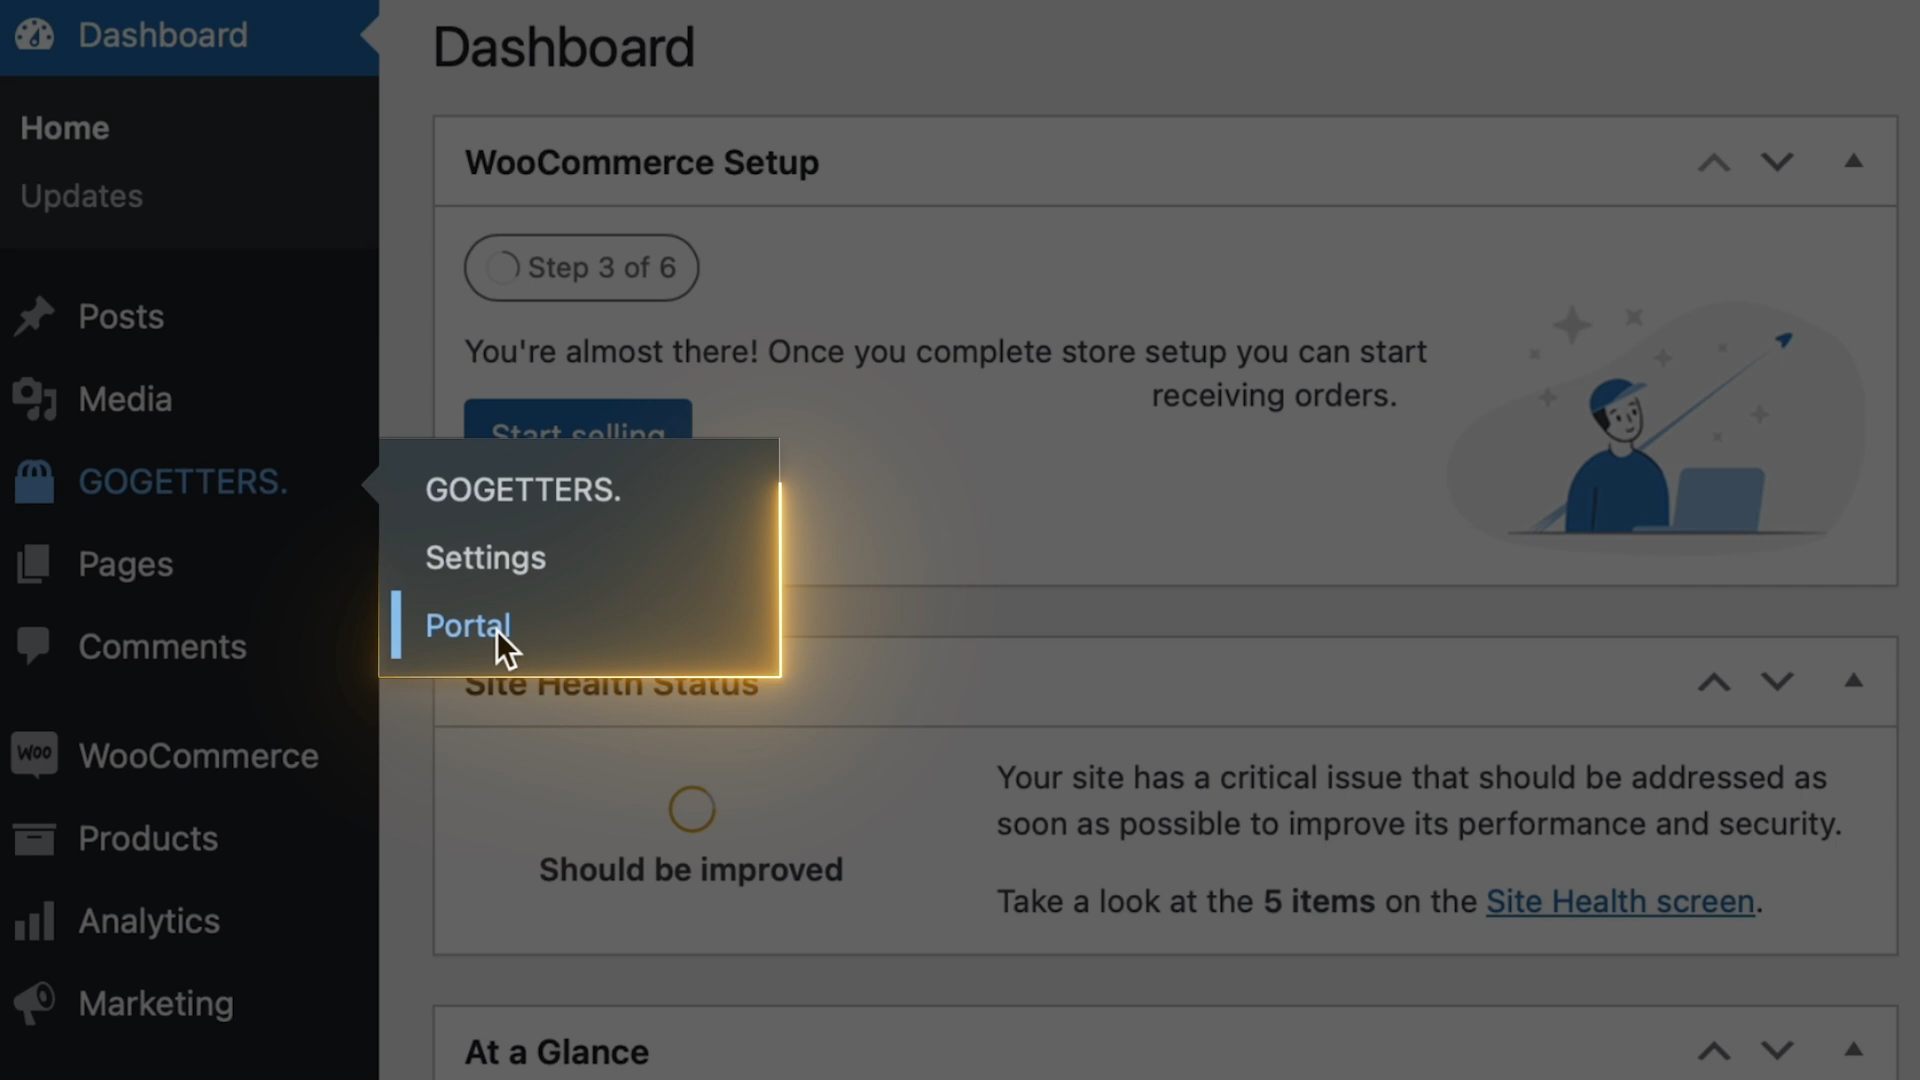 Dashboard
Home
Updates
Posts
Media
GOGETTERS.
Pages
Comments
WOO
WooCommerce
Products
Analytics
Marketing
GOGETTERS.
Settings
Portal
Dashboard
WooCommerce Setup
Step 3 of 6
You're almost there! Once you complete store setup you can start
receiving orders.
Start selling
Site Health Status
Should be improved
Your site has a critical issue that should be addressed as
soon as possible to improve its performance and security.
Take a look at the 5 items on the Site Health screen.
At a Glance